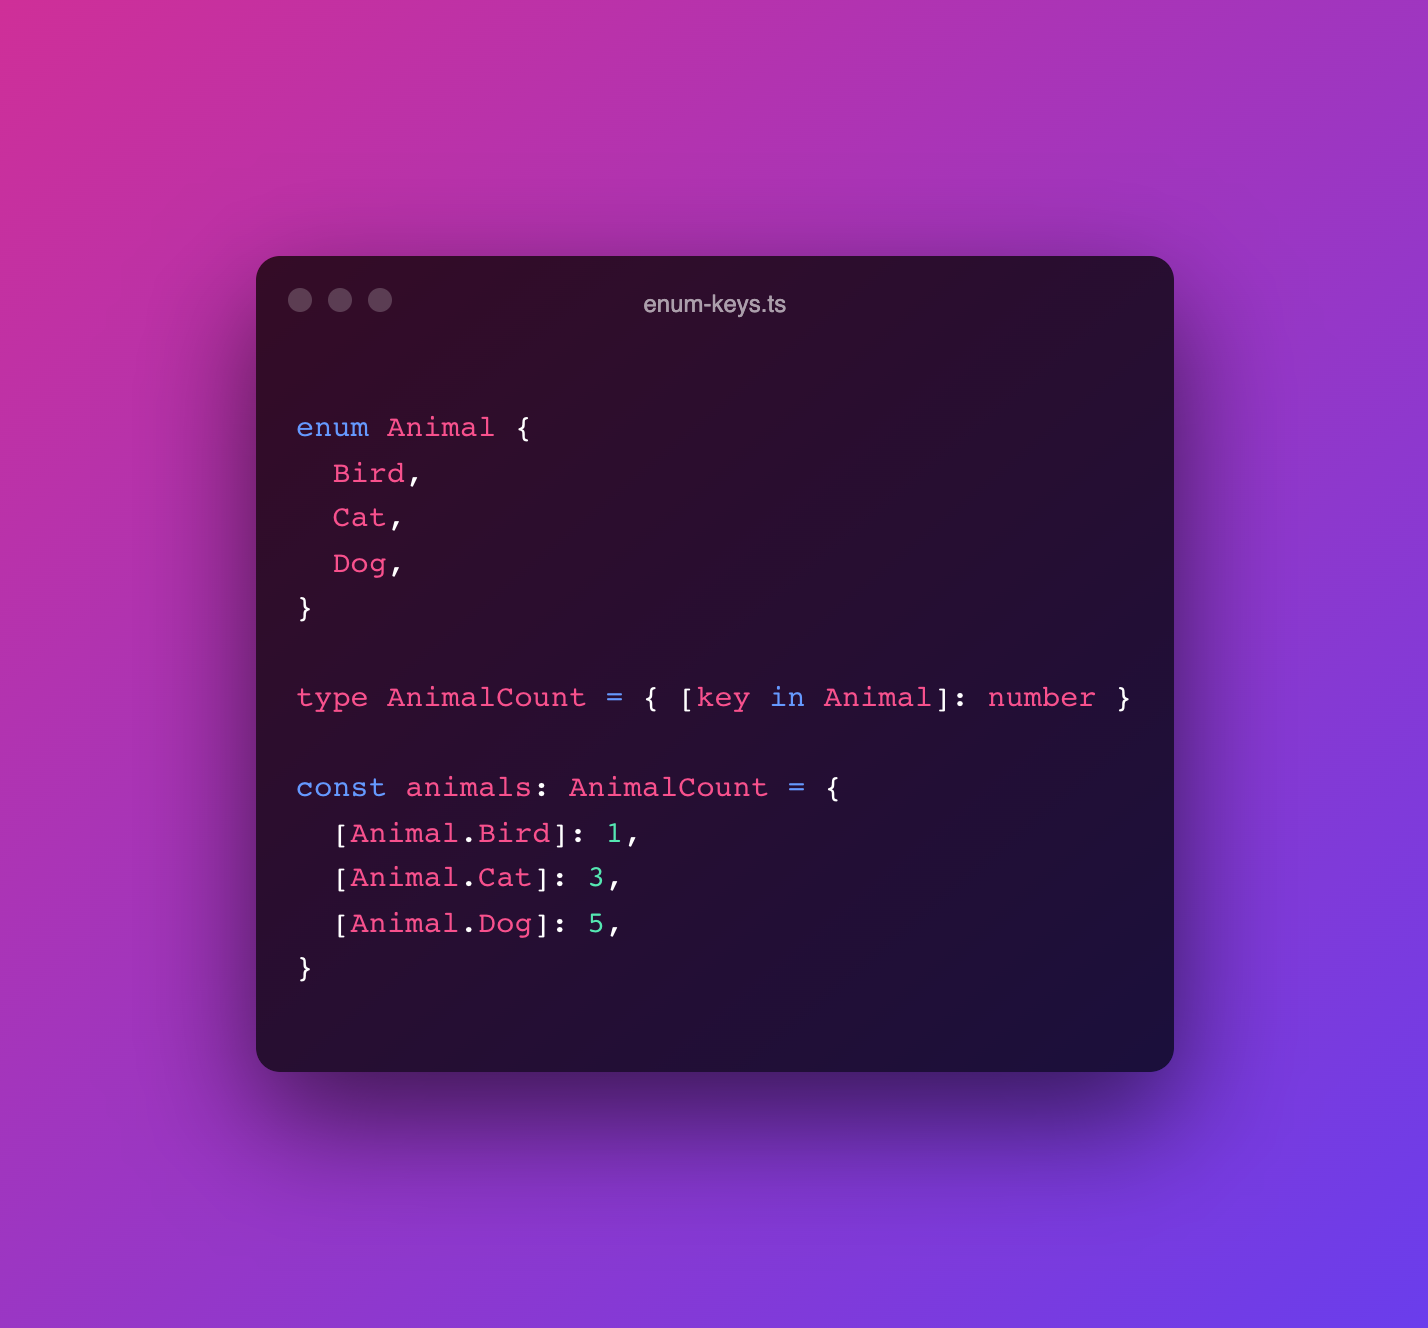 enum-keys.ts
enum Animal {
  Bird,
  Cat,
  Dog,
}
type AnimalCount = { [key in Animal]: number }
const animals: AnimalCount = {
  [Animal.Bird]: 1,
  [Animal.Cat]: 3,
  [Animal.Dog]: 5,
}